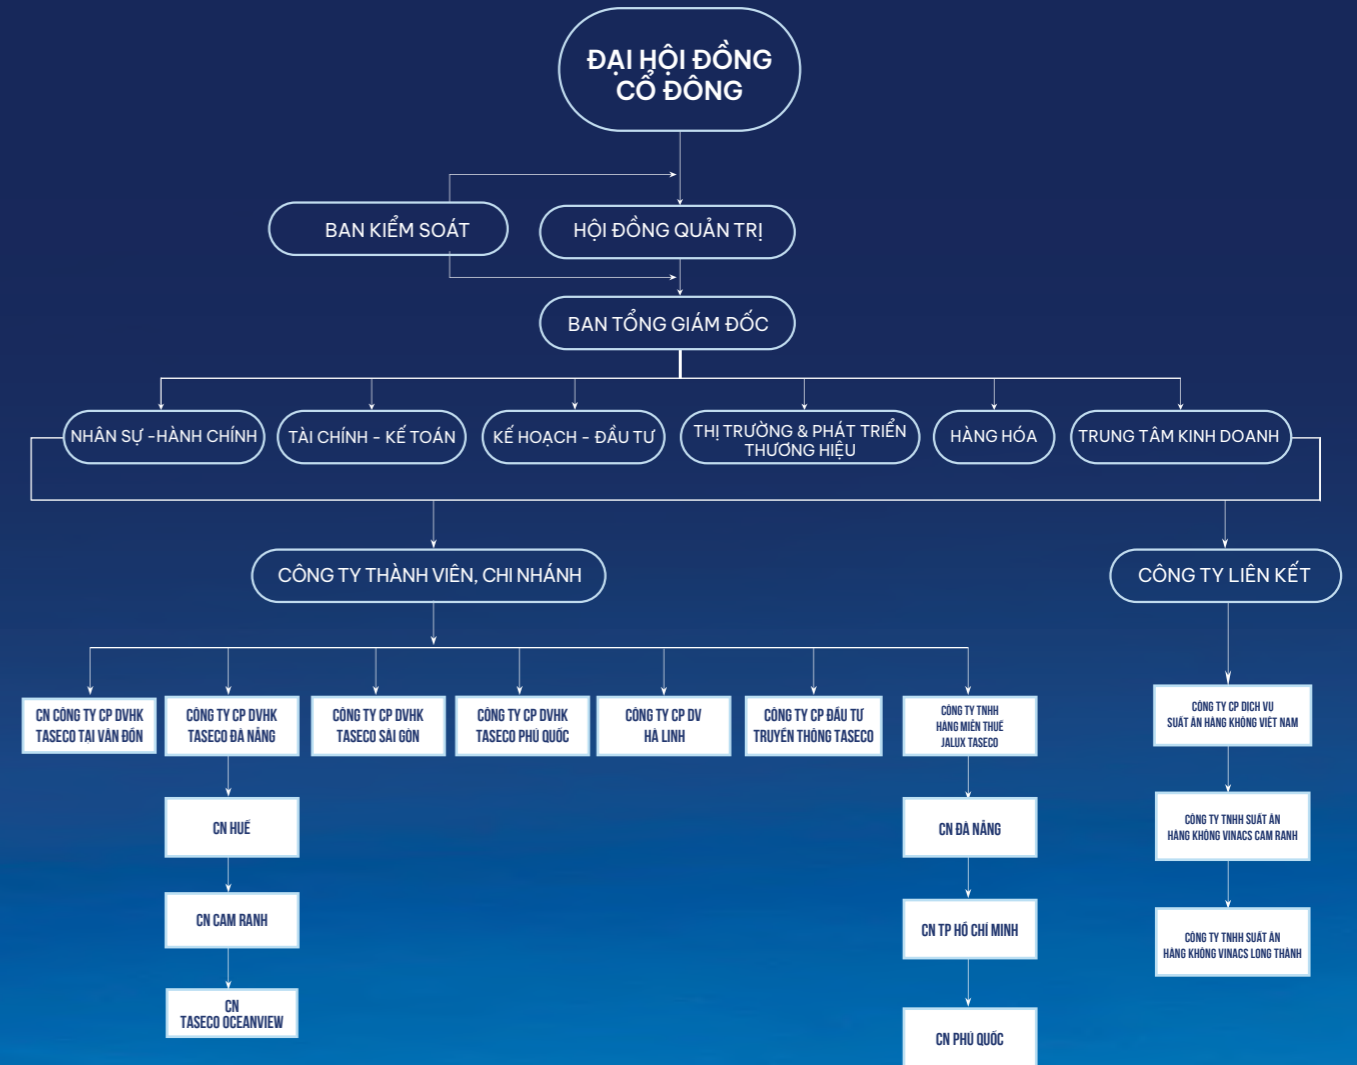 ĐẠI HỘI ĐỒNG
CỔ ĐÔNG
BAN KIỂM SOÁT
HỘI ĐỒNG QUẢN TRỊ
BAN TỔNG GIÁM ĐỐC
NHÂN SỰ -HÀNH CHÍNH
TÀI CHÍNH - KẾ TOÁN
KẾ HOẠCH - ĐẦU TƯ
THỊ TRƯỜNG & PHÁT TRIỂN
THƯƠNG HIỆU
HÀNG HÓA
TRUNG TÂM KINH DOANH
CÔNG TY THÀNH VIÊN, CHI NHÁNH
CÔNG TY LIÊN KẾT
CN CÔNG TY CP DVHK
TASECO TẠI VÂN ĐỒN
CÔNG TY CP DVHK
TASECO ĐÀ NẴNG
CÔNG TY CP DVHK
TASECO SÀI GÒN
CÔNG TY CP DVHK
TASECO PHÚ QUỐC
CÔNG TY CP DV
HÀ LINH
CÔNG TY CP ĐẦU TƯ
TRUYỀN THÔNG TASECO
CÔNG TY TNHH
HÀNG MIỄN THUẾ
JALUX TASECO
CÔNG TY CP DỊCH VỤ
SUẤT ĂN HÀNG KHÔNG VIỆT NAM
CN HUẾ
CN ĐÀ NẴNG
CÔNG TY TNHH SUẤT ĂN
HÀNG KHÔNG VINACS CAM RANH
CN CAM RANH
CN TP HỒ CHÍ MINH
CÔNG TY TNHH SUẤT ĂN
HÀNG KHÔNG VINACS LONG THÀNH
CN
TASECO OCEANVIEW
CN PHÚ QUỐC